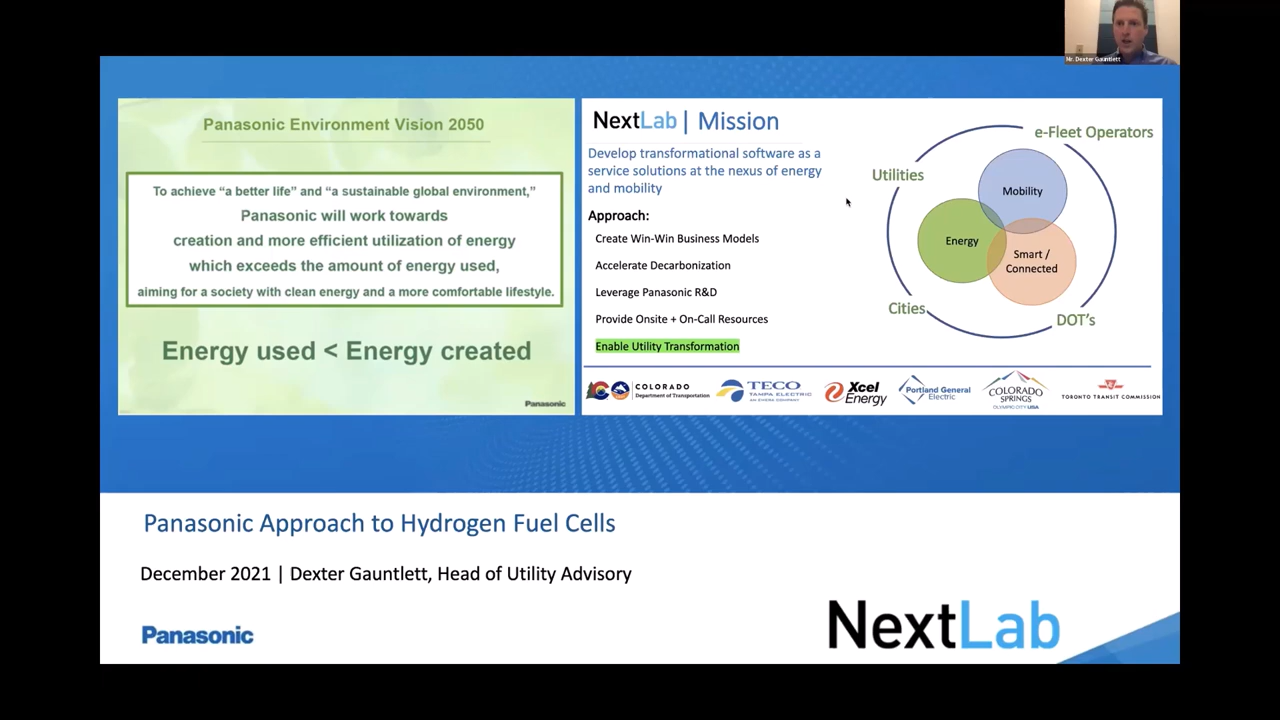 Mr. Dexter Gauntlett
Panasonic Environment Vision 2050
To achieve “a better life” and “a sustainable global environment,”
Panasonic will work towards
creation and more efficient utilization of energy
which exceeds the amount of energy used,
aiming for a society with clean energy and a more comfortable lifestyle.
Energy used < Energy created
Panasonic
NextLab | Mission
Develop transformational software as a
service solutions at the nexus of energy
and mobility
Approach:
Create Win-Win Business Models
Accelerate Decarbonization
Leverage Panasonic R&D
Provide Onsite + On-Call Resources
Enable Utility Transformation
e-Fleet Operators
Utilities
Mobility
Energy
Smart /
Connected
Cities
DOT’s
COLORADO
Department of Transportation
TECO
TAMPA ELECTRIC
AN EMERA COMPANY
Xcel
Energy
Portland General
Electric
COLORADO
SPRINGS
OLYMPIC CITY USA
TORONTO TRANSIT COMMISSION
Panasonic Approach to Hydrogen Fuel Cells
December 2021 | Dexter Gauntlett, Head of Utility Advisory
Panasonic
NextLab